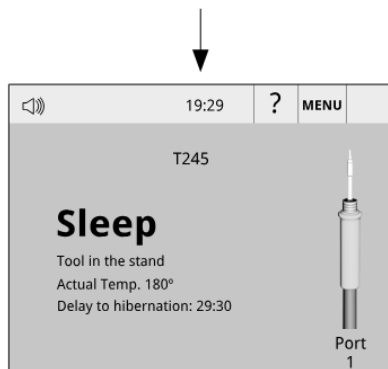 19:29
?
MENU
T245
Sleep
Tool in the stand
Actual Temp. 180º
Delay to hibernation: 29:30
Port
1